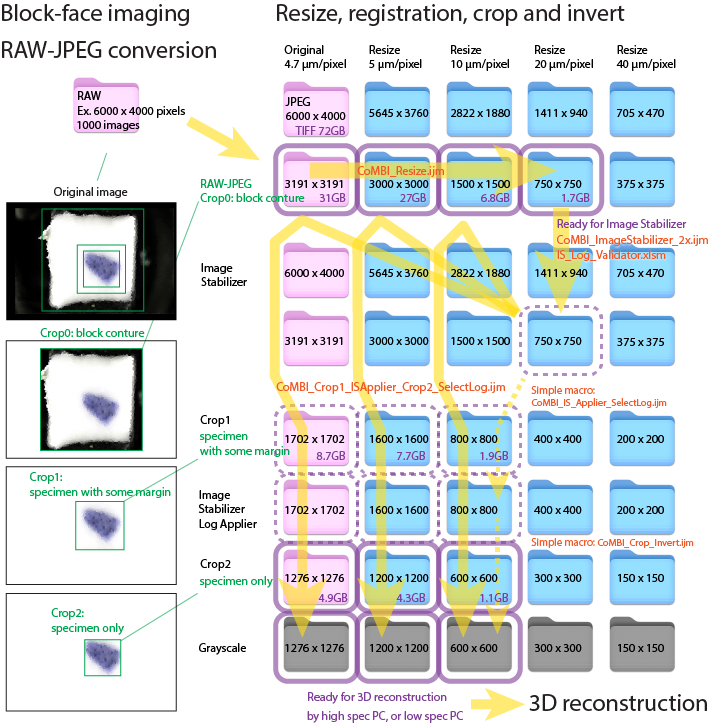 Block-face imaging
RAW-JPEG conversion
Resize, registration, crop and invert
Original
4.7 µm/pixel
Resize
5 µm/pixel
Resize
10 µm/pixel
Resize
20 µm/pixel
Resize
40 µm/pixel
RAW
Ex. 6000 x 4000 pixels
1000 images
JPEG
6000 x 4000
TIFF 72GB
5645 x 3760
2822 x 1880
1411 x 940
705 x 470
Original image
RAW-JPEG
Crop0: block conture
CoMBI_Resize.ijm
3191 x 3191
31GB
3000 x 3000
27GB
1500 x 1500
6.8GB
750 x 750
1.7GB
375 x 375
Ready for Image Stabilizer
CoMBI_ImageStabilizer_2x.ijm
IS_Log_Validator.xlsm
Image
Stabilizer
6000 x 4000
5645 x 3760
2822 x 1880
1411 x 940
705 x 470
Crop0: block conture
3191 x 3191
3000 x 3000
1500 x 1500
750 x 750
375 x 375
CoMBI_Crop1_ISApplier_Crop2_SelectLog.ijm
Simple macro:
CoMBI_IS_Applier_SelectLog.ijm
Crop1
specimen
with some margin
1702 x 1702
8.7GB
1600 x 1600
7.7GB
800 x 800
1.9GB
400 x 400
200 x 200
Crop1:
specimen with some margin
Image
Stabilizer
Log Applier
1702 x 1702
1600 x 1600
800 x 800
400 x 400
200 x 200
Simple macro: CoMBI_Crop_Invert.ijm
Crop2
specimen only
1276 x 1276
4.9GB
1200 x 1200
4.3GB
600 x 600
1.1GB
300 x 300
150 x 150
Crop2:
specimen only
Grayscale
1276 x 1276
1200 x 1200
600 x 600
300 x 300
150 x 150
Ready for 3D reconstruction
by high spec PC, or low spec PC
3D reconstruction